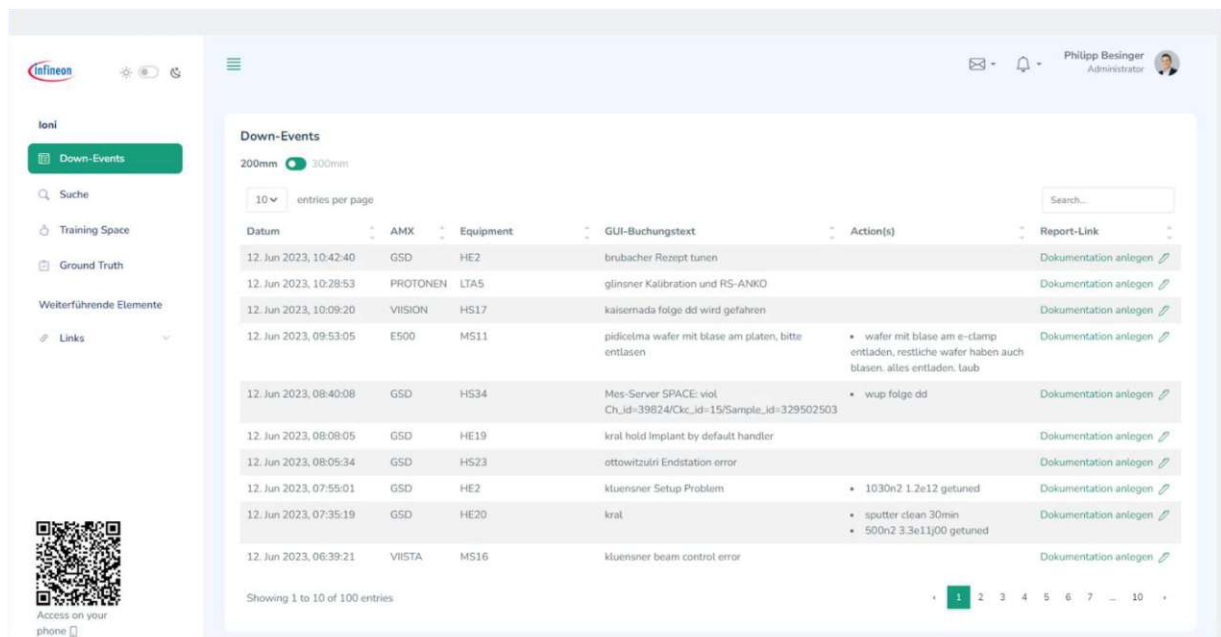 infineon
Philipp Besinger
Administrator
Ioni
Down-Events
Suche
Training Space
Ground Truth
Weiterführende Elemente
Links
Access on your
phone
Down-Events
200mm 300mm
10 entries per page
Search...
Datum AMX Equipment GUI-Buchungstext Action(s) Report-Link
12. Jun 2023, 10:42:40 GSD HE2 brubacher Rezept tunen Dokumentation anlegen
12. Jun 2023, 10:28:53 PROTONEN LTA5 glinsner Kalibration und RS-ANKO Dokumentation anlegen
12. Jun 2023, 10:09:20 VIISION HS17 kaisernada folge dd wird gefahren Dokumentation anlegen
12. Jun 2023, 09:53:05 E500 MS11 pidicelma wafer mit blase am platen, bitte • wafer mit blase am e-clamp Dokumentation anlegen
entlasen entladen, restliche wafer haben auch
blasen. alles entladen. laub
12. Jun 2023, 08:40:08 GSD HS34 Mes-Server SPACE: viol • wup folge dd Dokumentation anlegen
Ch_id=39824/Ckc_id=15/Sample_id=329502503
12. Jun 2023, 08:08:05 GSD HE19 kral hold Implant by default handler Dokumentation anlegen
12. Jun 2023, 08:05:34 GSD HS23 ottowitzulri Endstation error Dokumentation anlegen
12. Jun 2023, 07:55:01 GSD HE2 kluensner Setup Problem • 1030n2 1.2e12 getuned Dokumentation anlegen
12. Jun 2023, 07:35:19 GSD HE20 kral • sputter clean 30min Dokumentation anlegen
• 500n2 3.3e11j00 getuned
12. Jun 2023, 06:39:21 VIISTA MS16 kluensner beam control error Dokumentation anlegen
Showing 1 to 10 of 100 entries
‹ 1 2 3 4 5 6 7 ... 10 ›